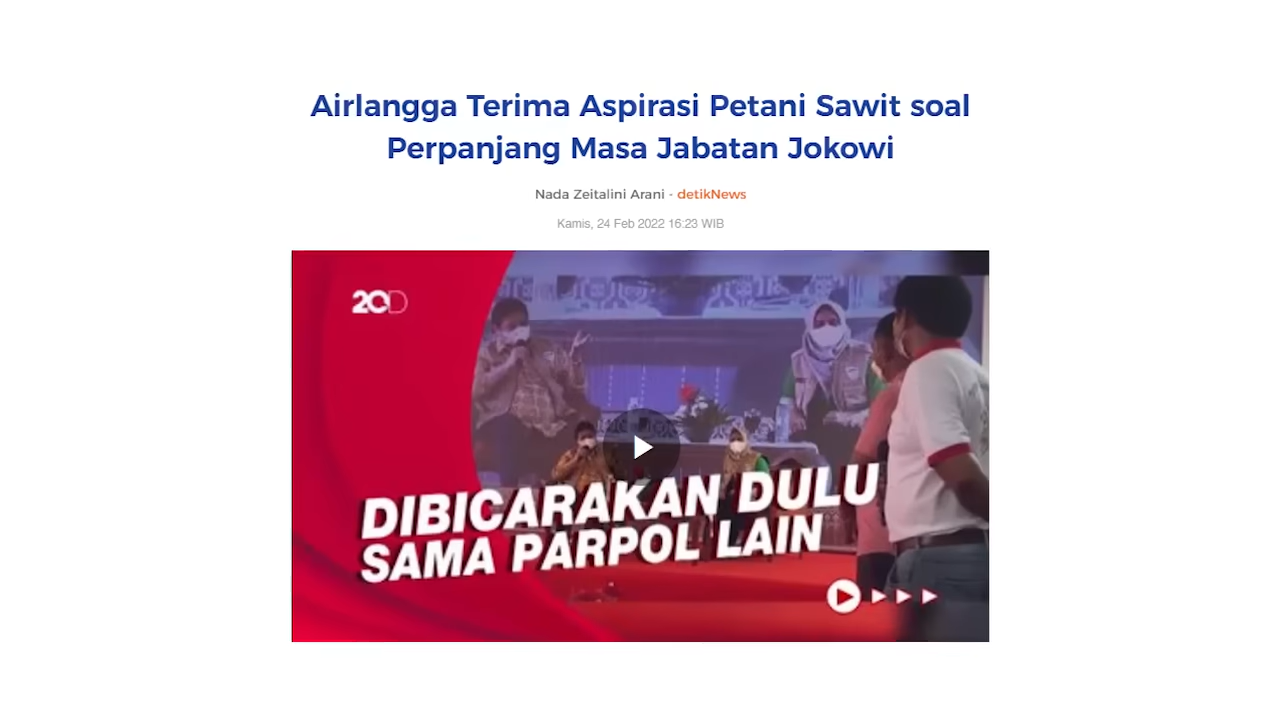 Airlangga Terima Aspirasi Petani Sawit soal
Perpanjang Masa Jabatan Jokowi
Nada Zeitalini Arani - detikNews
Kamis, 24 Feb 2022 16:23 WIB
20D
DIBICARAKAN DULU
SAMA PARPOL LAIN